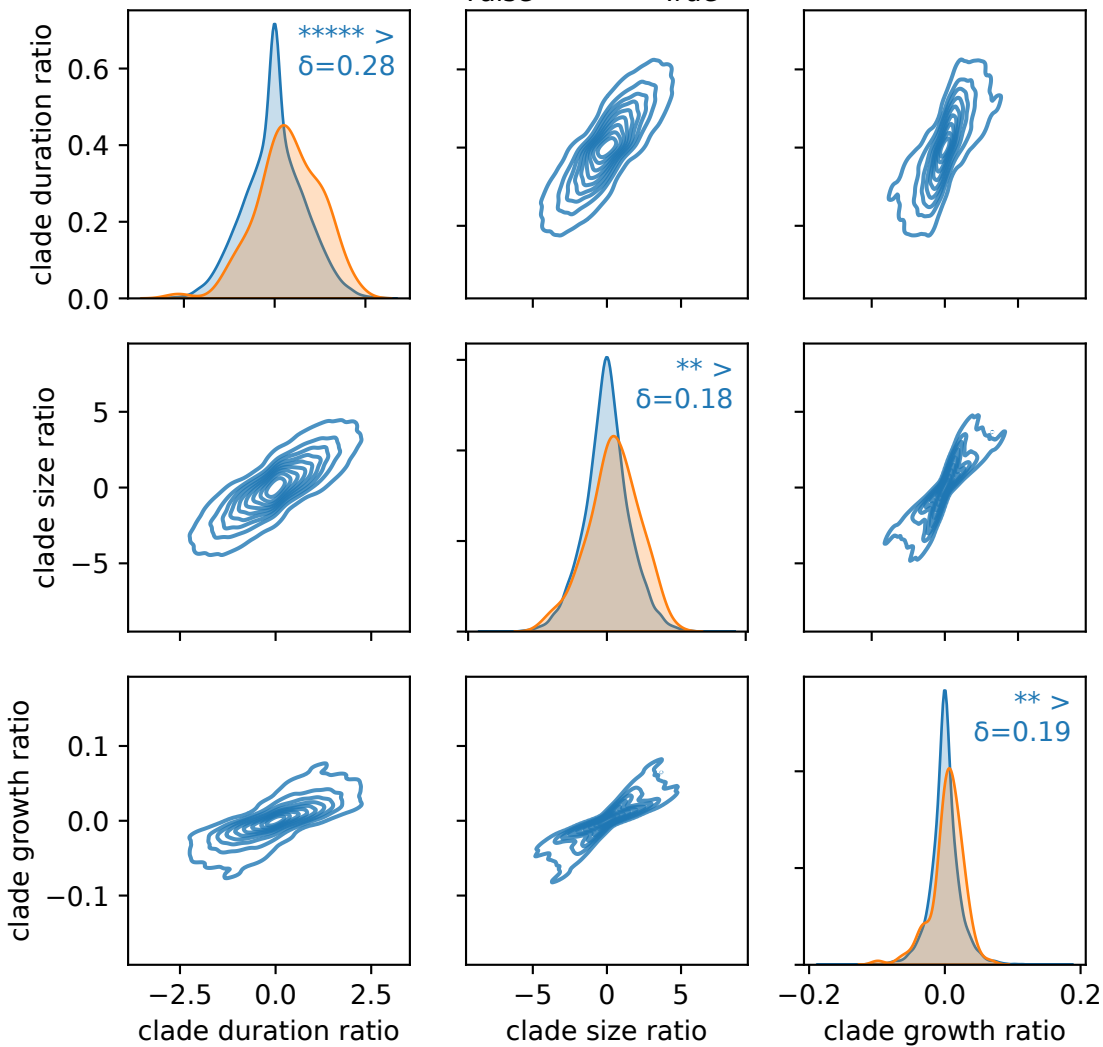 clade duration ratio
0.6
0.4
0.2
0.0
***** >
δ=0.28
clade size ratio
5
0
−5
** >
δ=0.18
clade growth ratio
0.1
0.0
−0.1
** >
δ=0.19
−2.5 0.0 2.5
−5 0 5
−0.2 0.0 0.2
clade duration ratio
clade size ratio
clade growth ratio